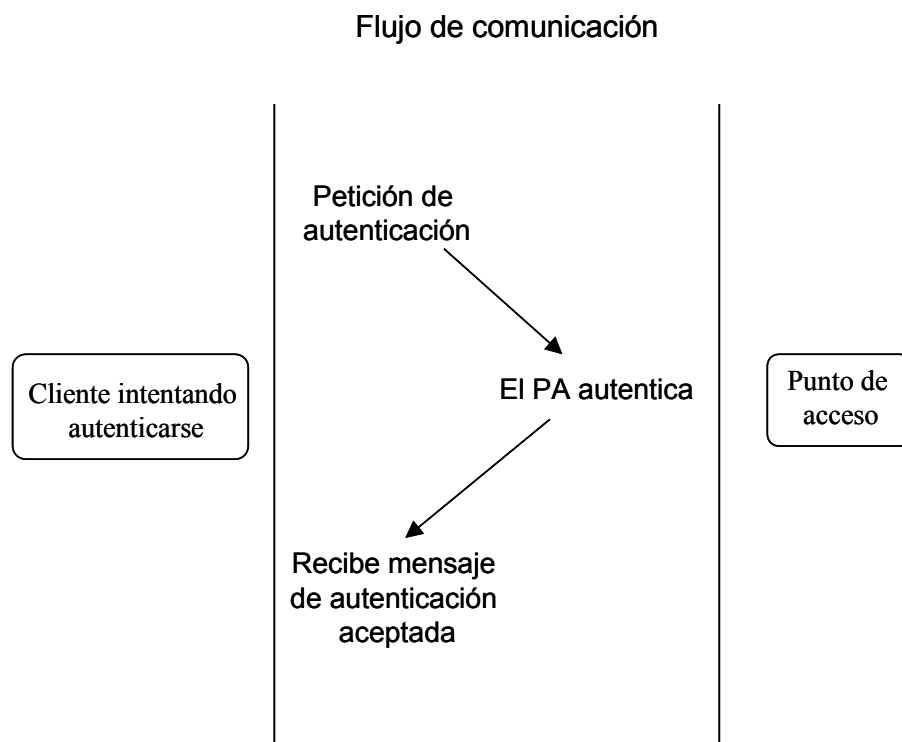 Flujo de comunicación
Petición de
autenticación
Cliente intentando
autenticarse
El PA autentica
Punto de
acceso
Recibe mensaje
de autenticación
aceptada